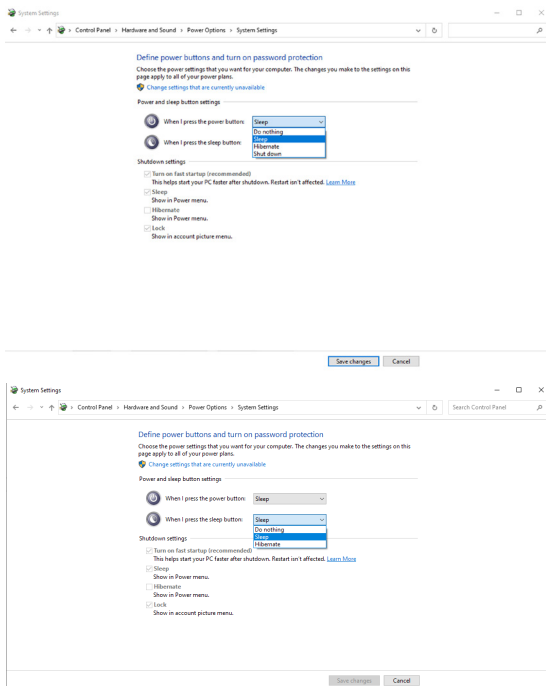 System Settings
Control Panel > Hardware and Sound > Power Options > System Settings
Define power buttons and turn on password protection
Choose the power settings that you want for your computer. The changes you make to the settings on this
page apply to all of your power plans.
Change settings that are currently unavailable
Power and sleep button settings
When I press the power button: Sleep
Do nothing
Sleep
Hibernate
Shut down
When I press the sleep button:
Shutdown settings
Turn on fast startup (recommended)
This helps start your PC faster after shutdown. Restart isn't affected. Learn More
Sleep
Show in Power menu.
Hibernate
Show in Power menu.
Lock
Show in account picture menu.
Save changes Cancel
System Settings
Control Panel > Hardware and Sound > Power Options > System Settings Search Control Panel
Define power buttons and turn on password protection
Choose the power settings that you want for your computer. The changes you make to the settings on this
page apply to all of your power plans.
Change settings that are currently unavailable
Power and sleep button settings
When I press the power button: Sleep
When I press the sleep button: Sleep
Do nothing
Sleep
Hibernate
Shutdown settings
Turn on fast startup (recommended)
This helps start your PC faster after shutdown. Restart isn't affected. Learn More
Sleep
Show in Power menu.
Hibernate
Show in Power menu.
Lock
Show in account picture menu.
Save changes Cancel